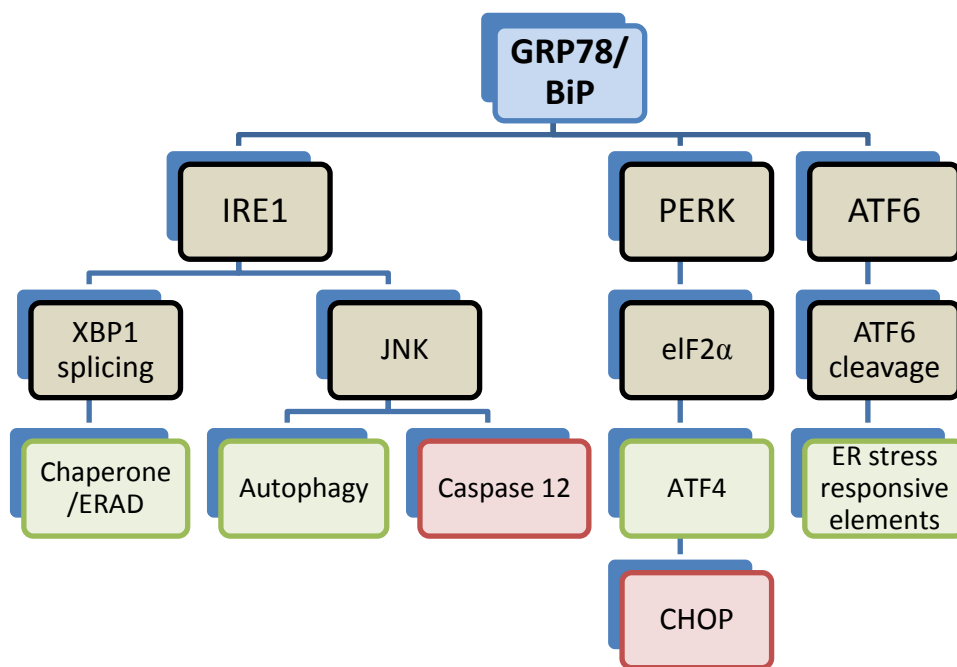 GRP78/
BiP
IRE1
PERK
ATF6
XBP1
splicing
JNK
eIF2α
ATF6
cleavage
Chaperone
/ERAD
Autophagy
Caspase 12
ATF4
ER stress
responsive
elements
CHOP